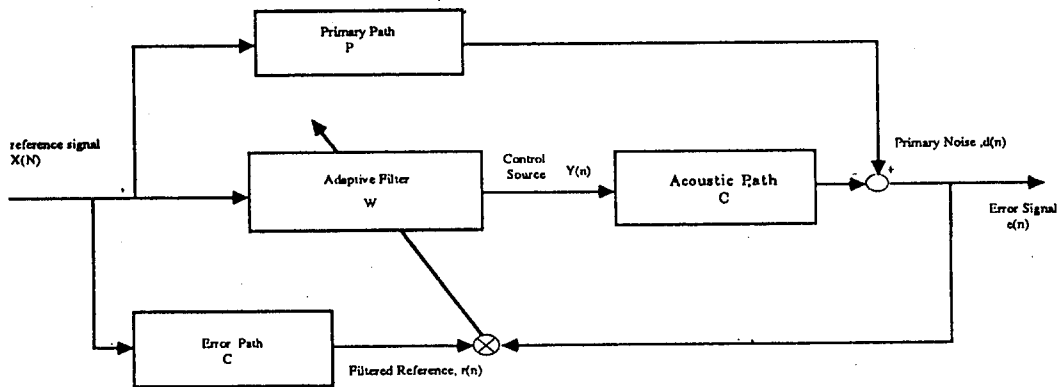 Primary Path
P
reference signal
X(N)
Primary Noise ,d(n)
Control
Source
Y(n)
Adaptive Filter
W
Acoustic Path
C
-
+
Error Signal
e(n)
Error Path
C
Filtered Reference, r(n)